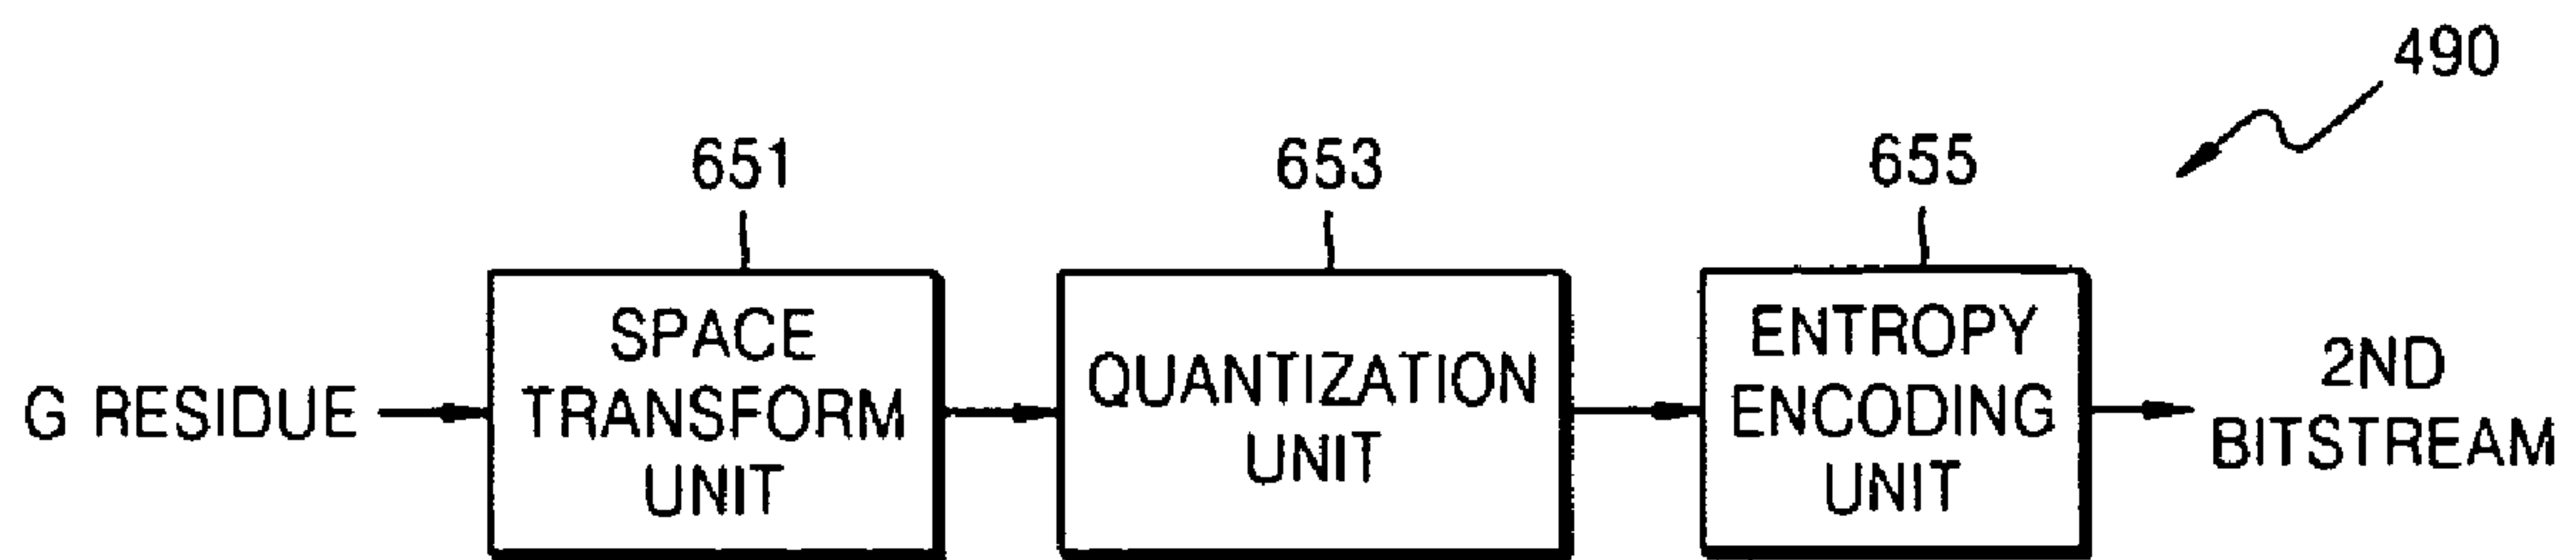 490
651
653
655
G RESIDUE
SPACE
TRANSFORM
UNIT
QUANTIZATION
UNIT
ENTROPY
ENCODING
UNIT
2ND
BITSTREAM